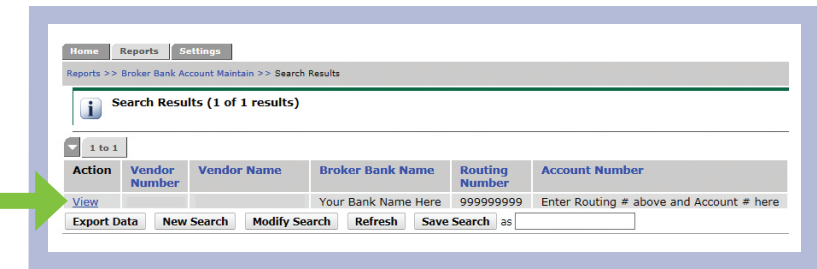 Home Reports Settings
Reports >> Broker Bank Account Maintain >> Search Results
i Search Results (1 of 1 results)
1 to 1
Action Vendor Number Vendor Name Broker Bank Name Routing Number Account Number
View Your Bank Name Here 999999999 Enter Routing # above and Account # here
Export Data New Search Modify Search Refresh Save Search as